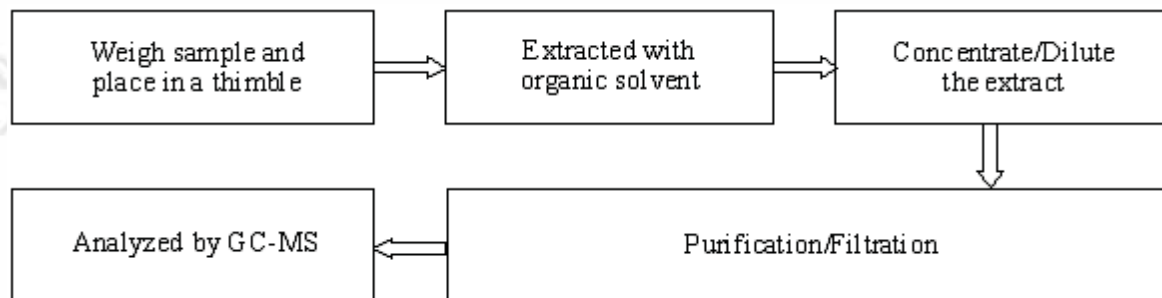 Weigh sample and
place in a thimble
Extracted with
organic solvent
Concentrate/Dilute
the extract
Purification/Filtration
Analyzed by GC-MS